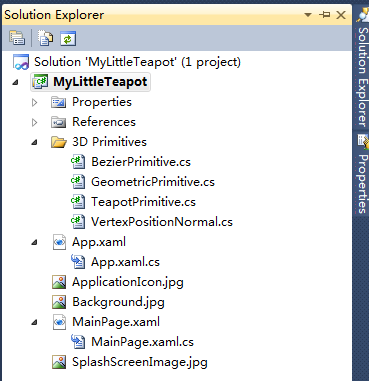 Solution Explorer
Solution 'MyLittleTeapot' (1 project)
MyLittleTeapot
Properties
References
3D Primitives
BezierPrimitive.cs
GeometricPrimitive.cs
TeapotPrimitive.cs
VertexPositionNormal.cs
App.xaml
App.xaml.cs
ApplicationIcon.jpg
Background.jpg
MainPage.xaml
MainPage.xaml.cs
SplashScreenImage.jpg
Solution Explorer
Properties